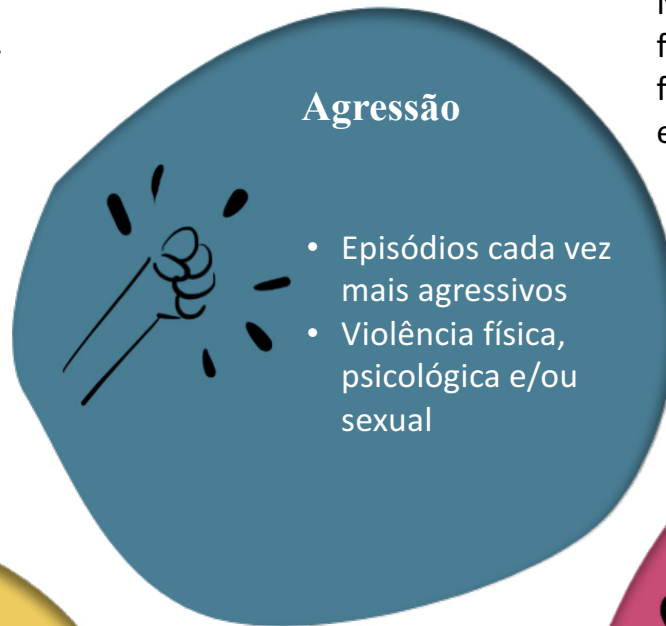 Agressão
• Episódios cada vez
mais agressivos
• Violência física,
psicológica e/ou
sexual